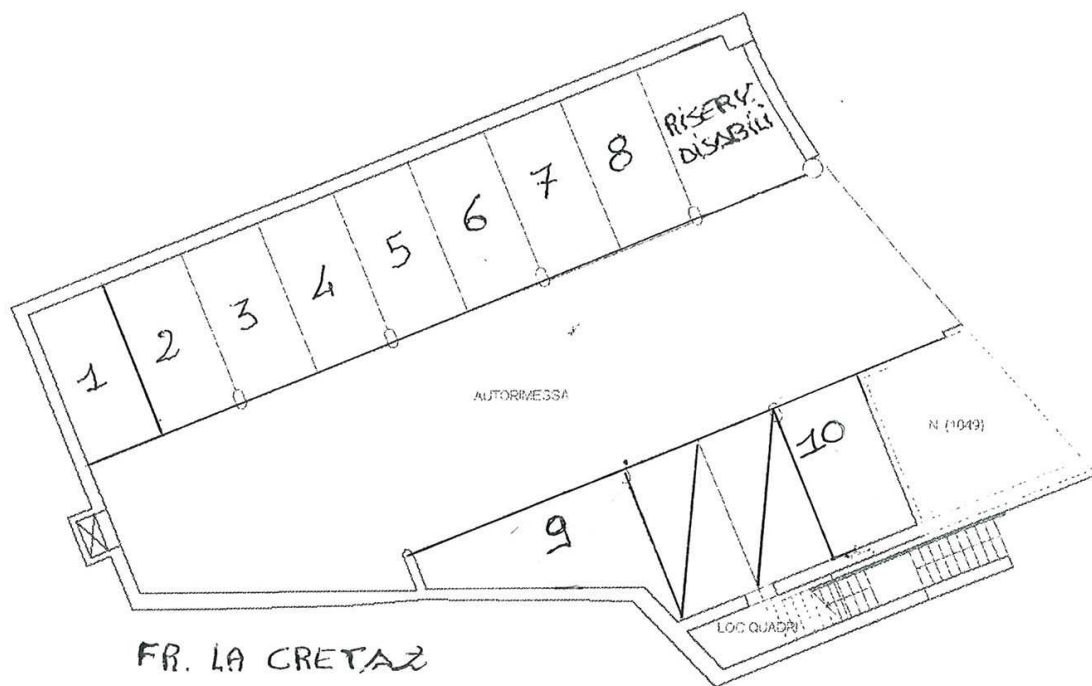 RISERV.
DISABILI
8
7
6
5
4
3
2
1
AUTORIMESSA
N. (1049)
10
9
LOC QUADRI
FR. LA CRETAZ